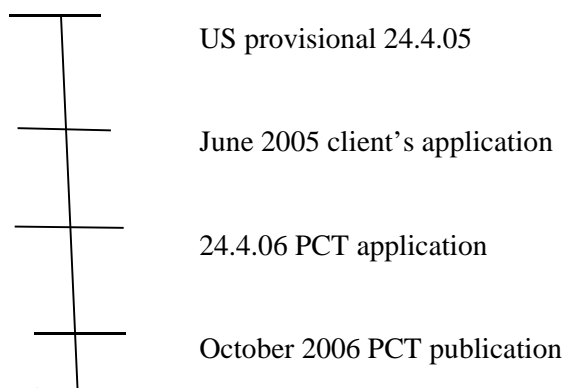 US provisional 24.4.05
June 2005 client’s application
24.4.06 PCT application
October 2006 PCT publication